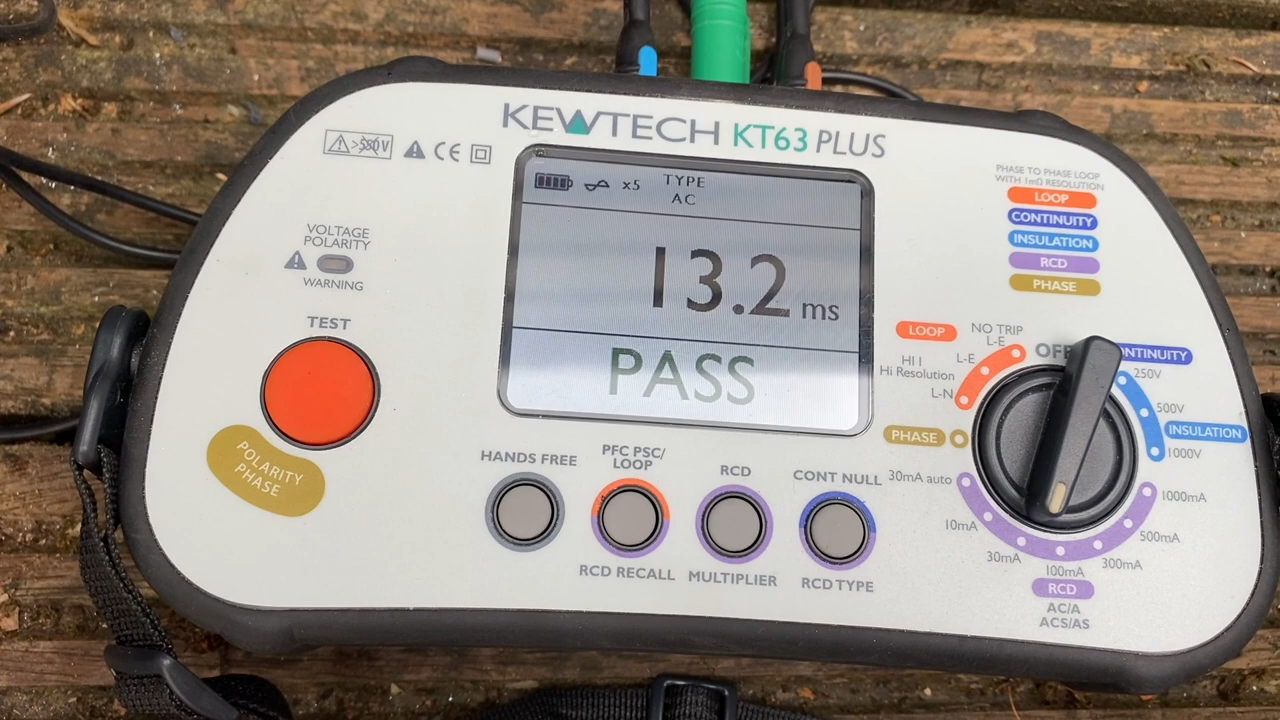 KEWTECH KT63 PLUS
>550V
CE
TYPE
x5
AC
13.2 ms
PASS
VOLTAGE
POLARITY
WARNING
TEST
POLARITY
PHASE
HANDS FREE
PFC PSC/
LOOP
RCD RECALL
RCD
MULTIPLIER
CONT NULL
RCD TYPE
PHASE TO PHASE LOOP
WITH 1mΩ RESOLUTION
LOOP
CONTINUITY
INSULATION
RCD
PHASE
LOOP
NO TRIP
L-E
L-E
HI I
Hi Resolution
L-N
PHASE
OFF
CONTINUITY
250V
500V
INSULATION
1000V
30mA auto
10mA
30mA
100mA
300mA
500mA
1000mA
RCD
AC/A
ACS/AS